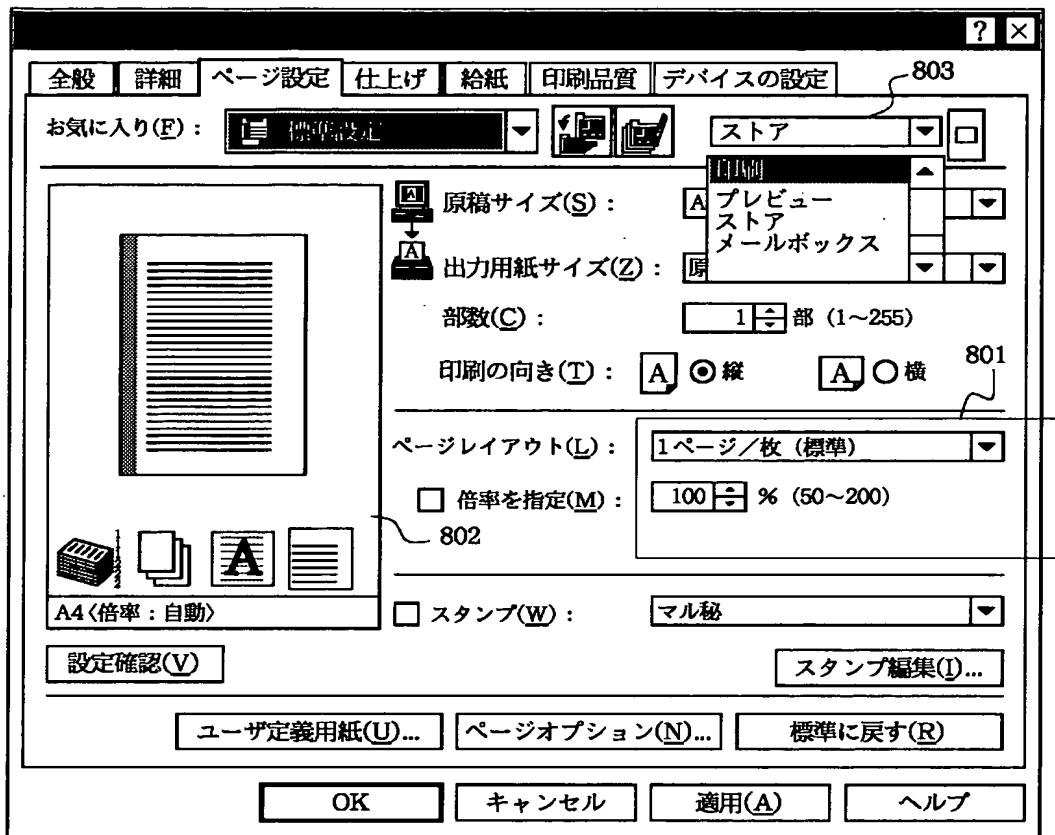 ? ×
全般 詳細 ページ設定 仕上げ 給紙 印刷品質 デバイスの設定
803
お気に入り(F): 標準設定 ストア
印刷
プレビュー
ストア
メールボックス
原稿サイズ(S): A
出力用紙サイズ(Z): 原
部数(C): 1 部 (1~255)
印刷の向き(T): A 縦 A 横
801
ページレイアウト(L): 1ページ/枚 (標準)
倍率を指定(M): 100 % (50~200)
802
A
A4〈倍率:自動〉
スタンプ(W): マル秘
設定確認(V) スタンプ編集(I)...
ユーザ定義用紙(U)... ページオプション(N)... 標準に戻す(R)
OK キャンセル 適用(A) ヘルプ